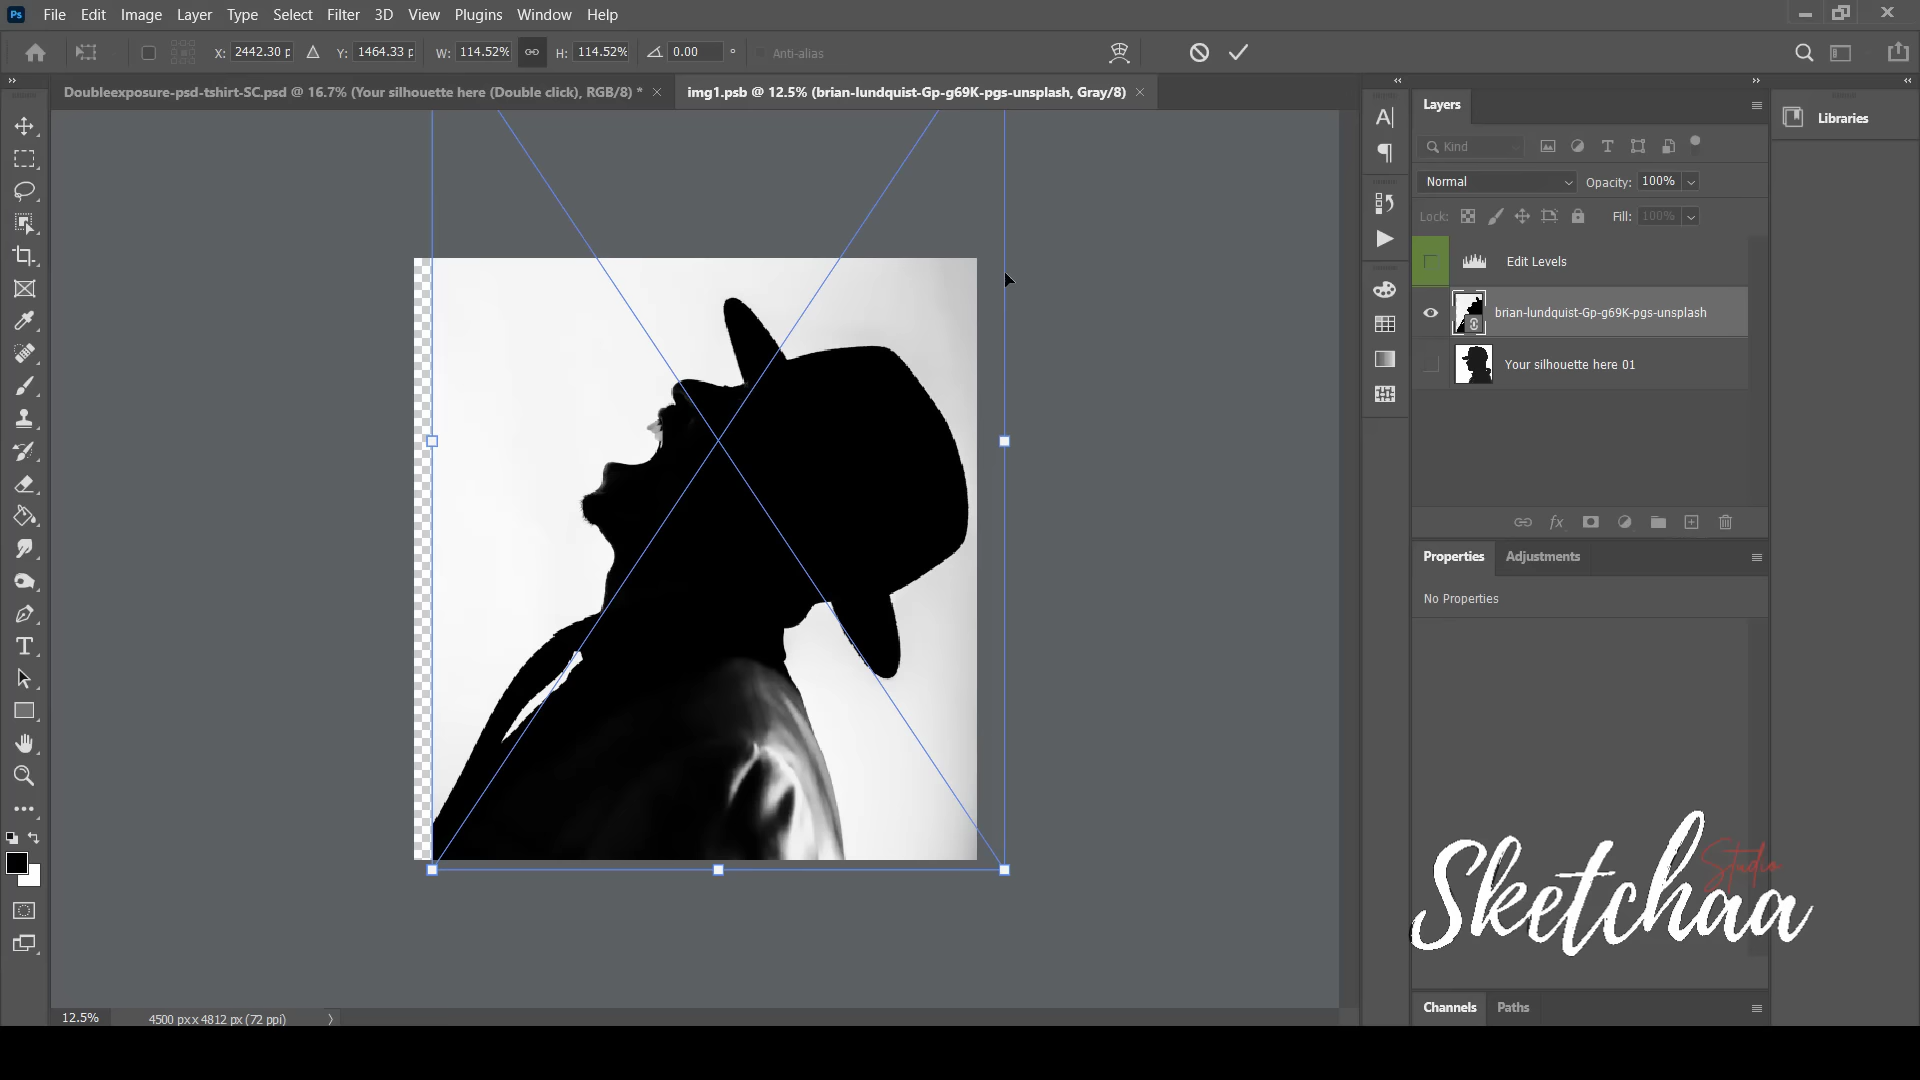 Ps File Edit Image Layer Type Select Filter 3D View Plugins Window Help
X: 2442.30 p Y: 1464.33 p W: 114.52% H: 114.52% 0.00 ° Anti-alias
Doubleexposure-psd-tshirt-SC.psd @ 16.7% (Your silhouette here (Double click), RGB/8) *
img1.psb @ 12.5% (brian-lundquist-Gp-g69K-pgs-unsplash, Gray/8)
Layers
Libraries
Kind
Normal Opacity: 100%
Lock: Fill: 100%
Edit Levels
brian-lundquist-Gp-g69K-pgs-unsplash
Your silhouette here 01
fx
Properties Adjustments
No Properties
Studio
Sketchaa
Channels Paths
12.5% 4500 px x 4812 px (72 ppi)